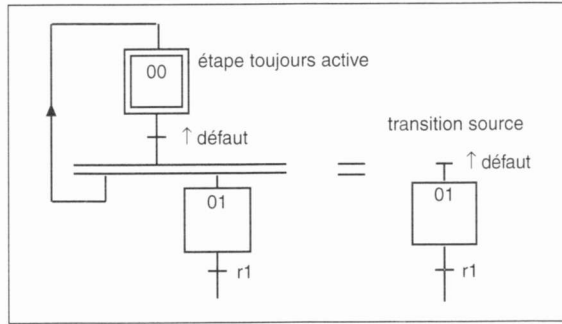 00
étape toujours active
↑ défaut
01
r1
=
transition source
↑ défaut
01
r1